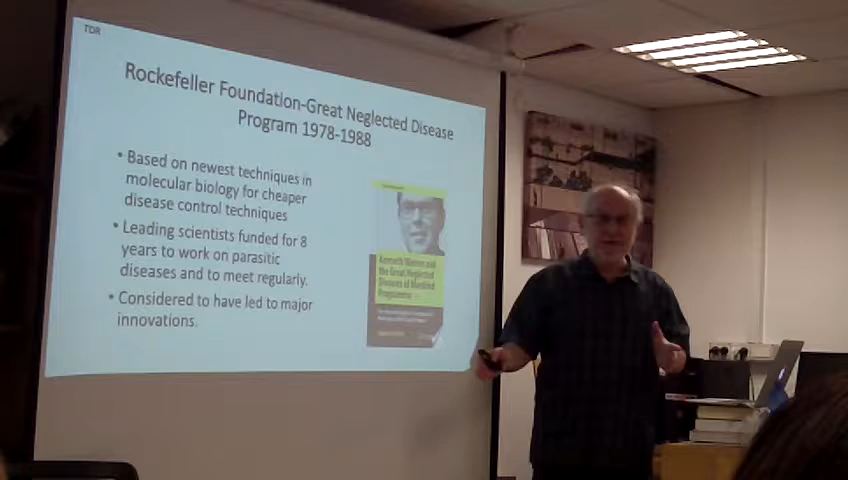 TDR
Rockefeller Foundation-Great Neglected Disease
Program 1978-1988
• Based on newest techniques in
molecular biology for cheaper
disease control techniques
• Leading scientists funded for 8
years to work on parasitic
diseases and to meet regularly.
• Considered to have led to major
innovations.
Kenneth Warren and
the Great Neglected
Diseases of Mankind
Programme